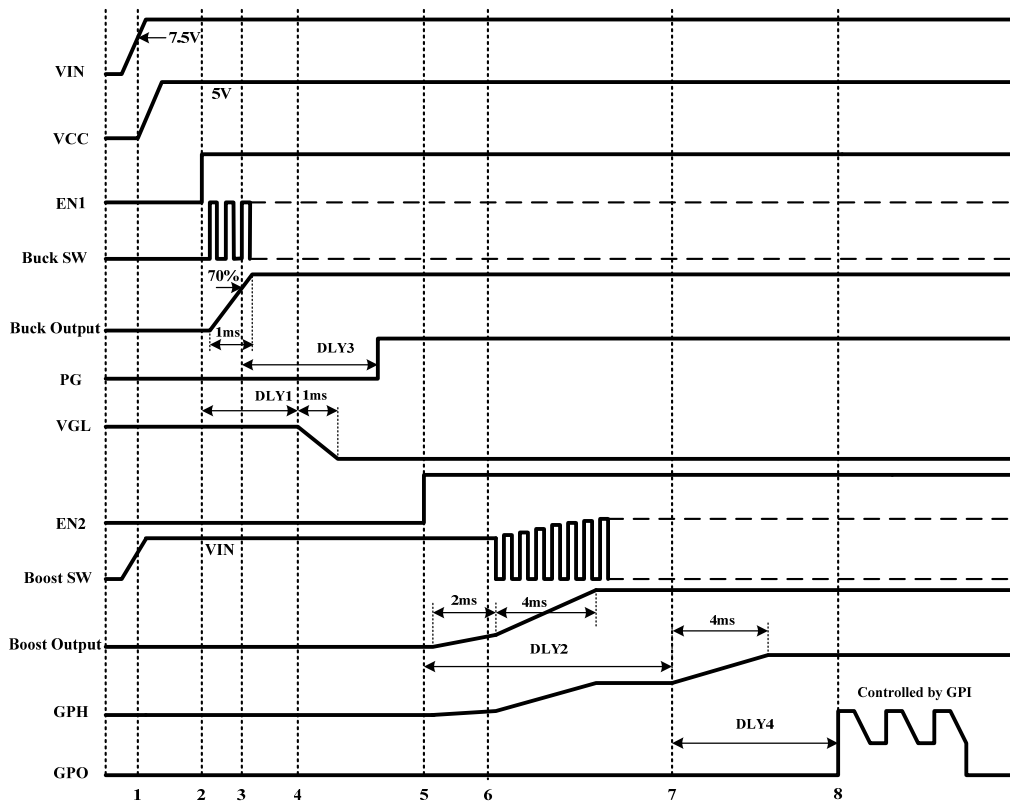 7.5V
VIN
5V
VCC
EN1
Buck SW
70%
Buck Output
1ms
DLY3
PG
DLY1
1ms
VGL
EN2
VIN
Boost SW
2ms
4ms
4ms
Boost Output
DLY2
Controlled by GPI
GPH
DLY4
GPO
1 2 3 4 5 6 7 8